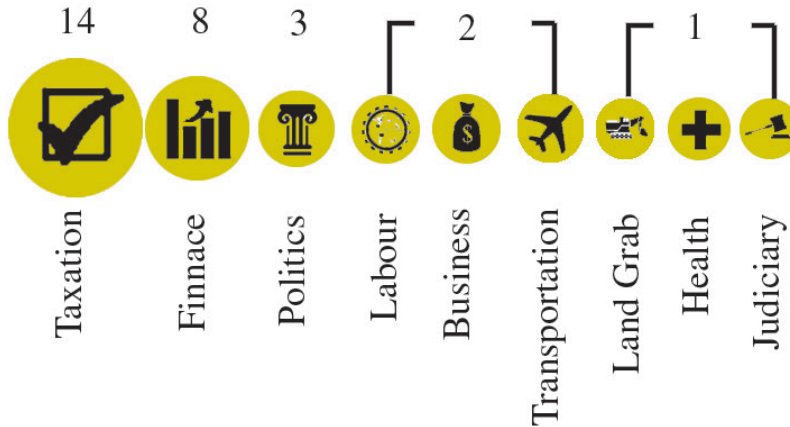 14 8 3 2 1
$
Taxation
Finnace
Politics
Labour
Business
Transportation
Land Grab
Health
Judiciary